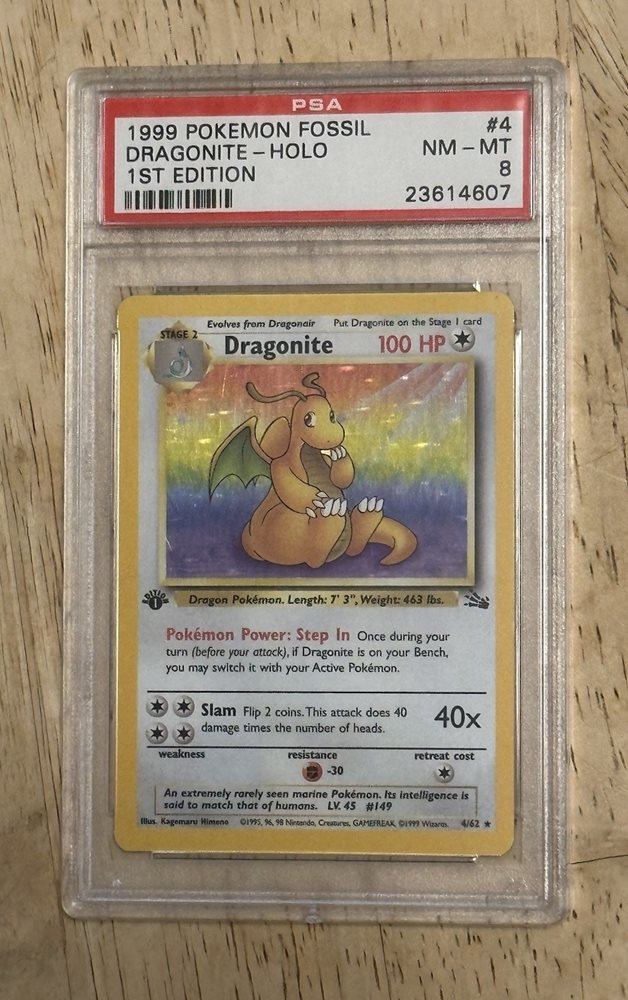 PSA
1999 POKEMON FOSSIL #4
DRAGONITE - HOLO NM - MT
1ST EDITION 8
23614607
Evolves from Dragonair Put Dragonite on the Stage 1 card
STAGE 2
Dragonite 100 HP
EDITION
1
Dragon Pokémon. Length: 7' 3", Weight: 463 lbs.
Pokémon Power: Step In Once during your
turn (before your attack), if Dragonite is on your Bench,
you may switch it with your Active Pokémon.
Slam Flip 2 coins. This attack does 40
damage times the number of heads.
40x
weakness resistance retreat cost
-30
An extremely rarely seen marine Pokémon. Its intelligence is
said to match that of humans. LV. 45 #149
Illus. Kagemaru Himeno ©1995, 96, 98 Nintendo, Creatures, GAMEFREAK. ©1999 Wizards. 4/62 ★